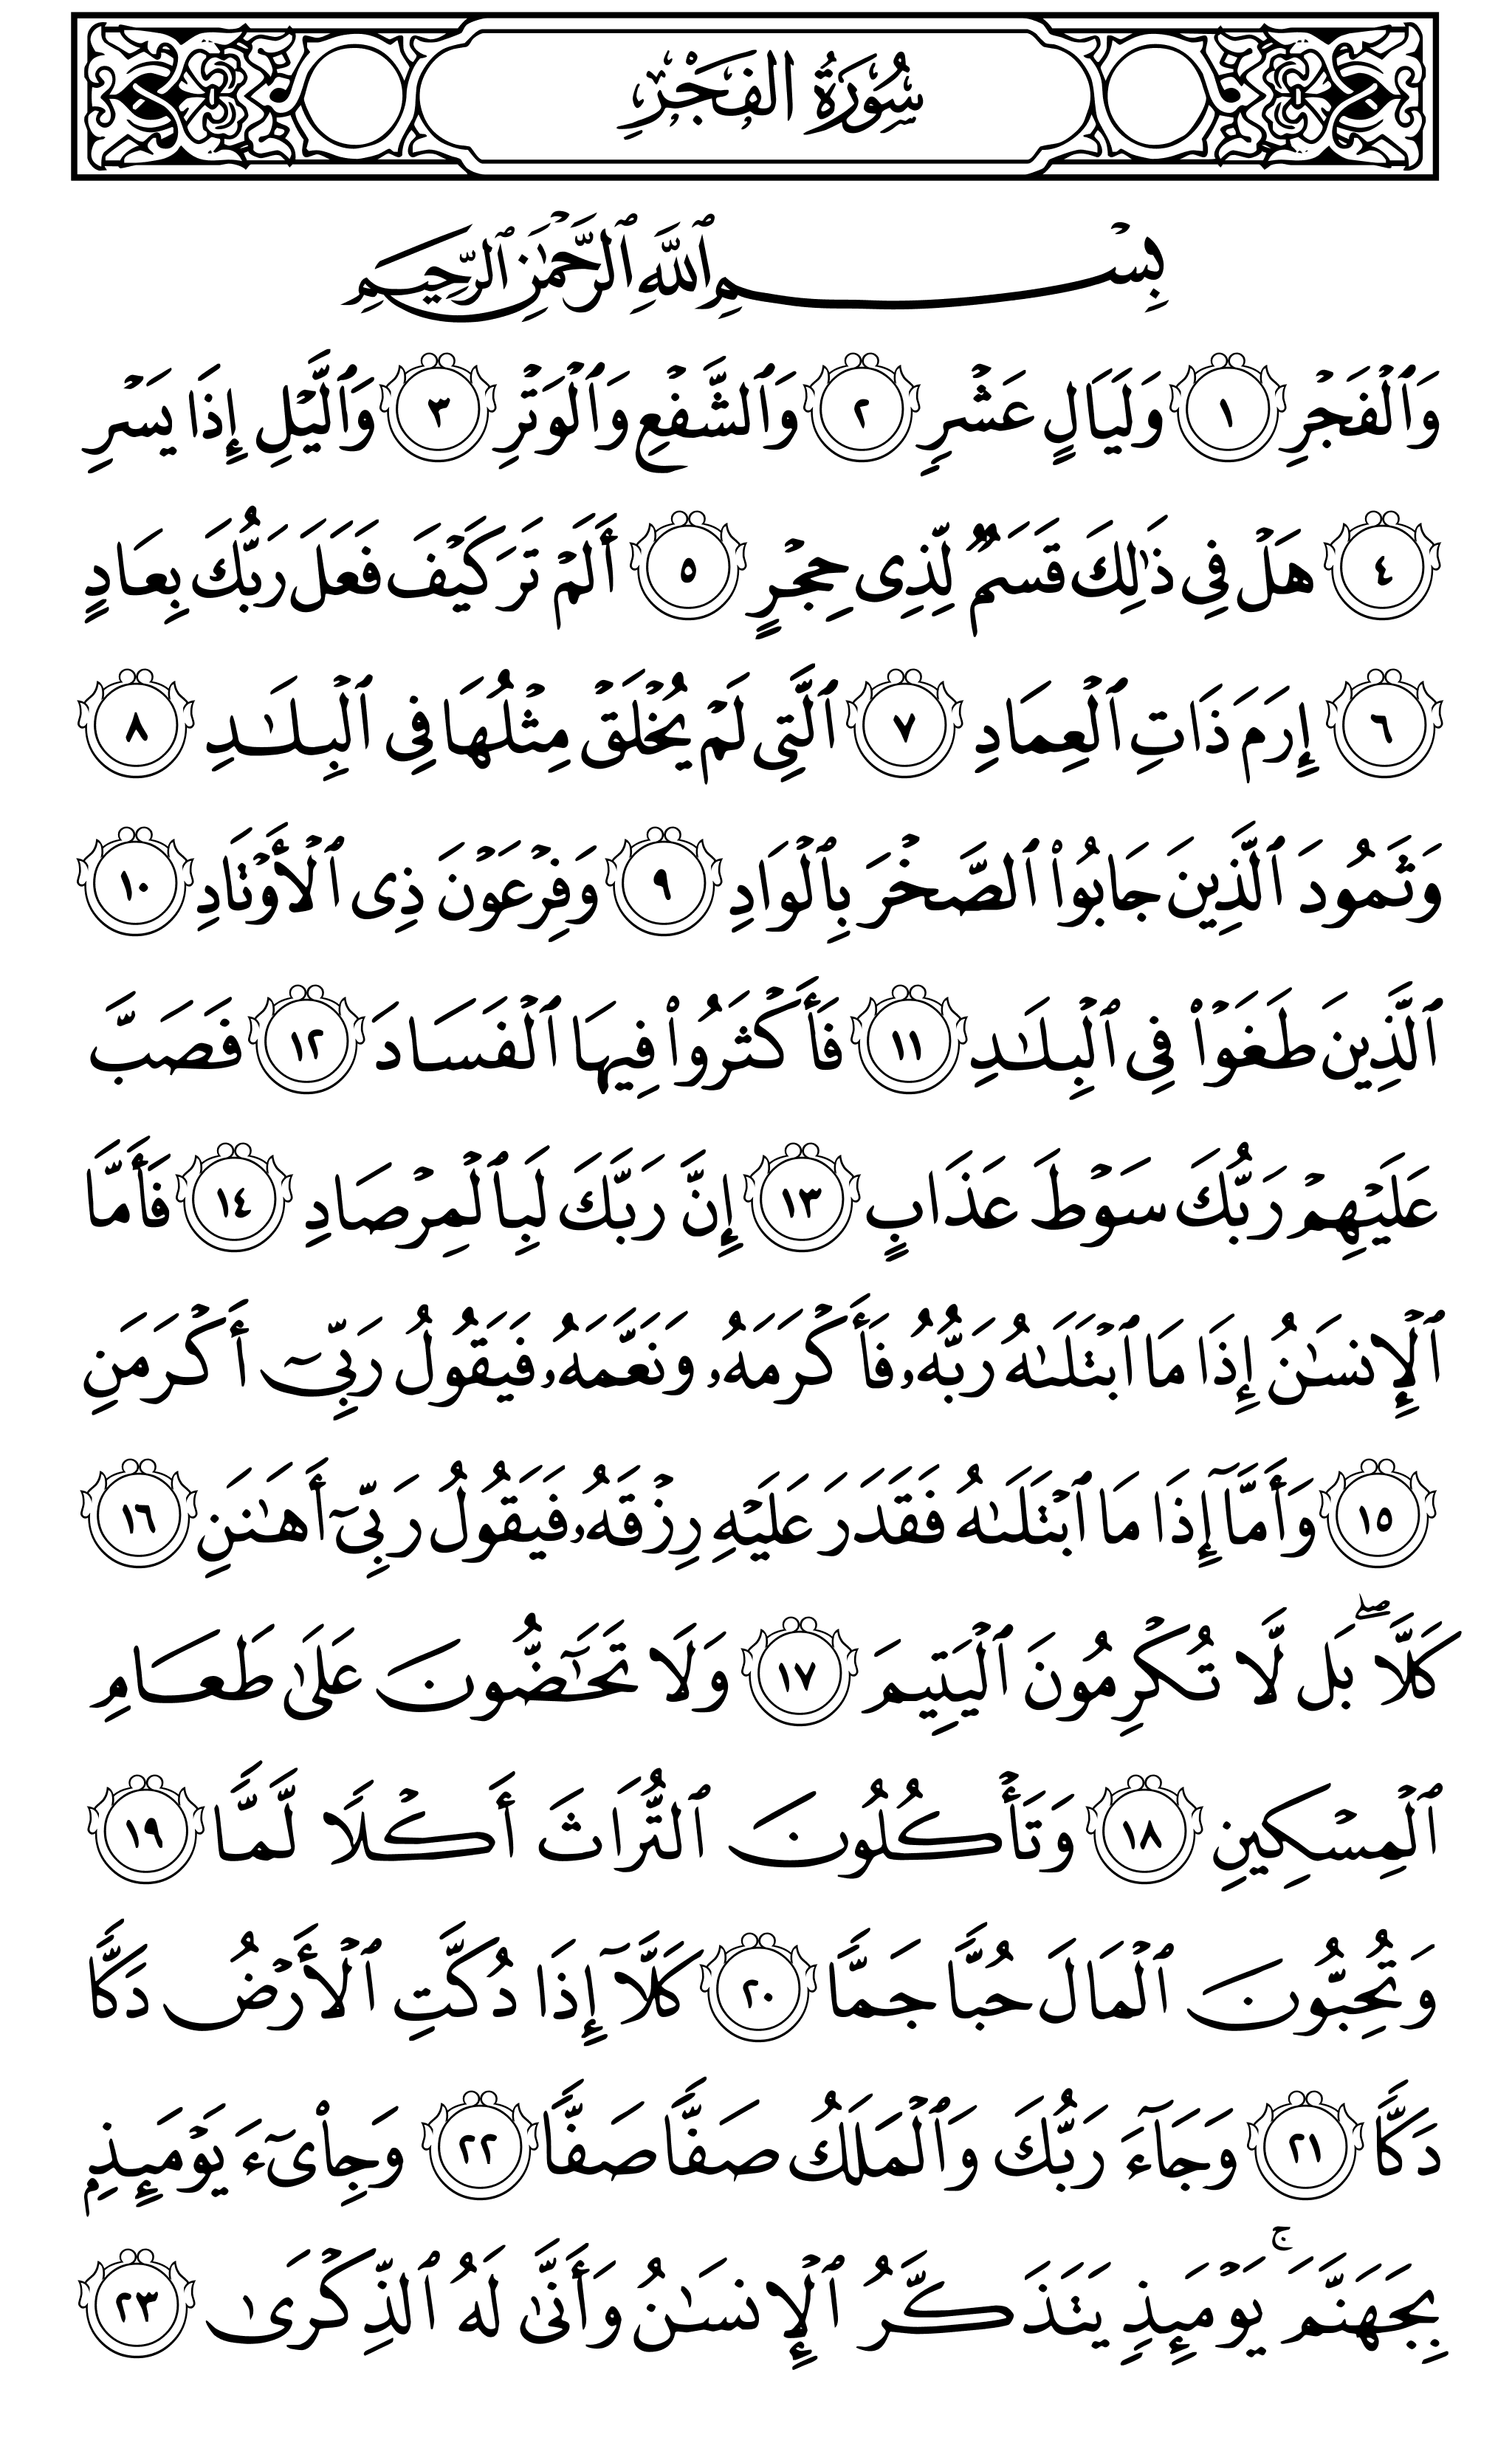 سُورَةُ الفَجْرِ
بِسْمِ ٱللَّهِ ٱلرَّحْمَٰنِ ٱلرَّحِيمِ
وَٱلْفَجْرِ ١ وَلَيَالٍ عَشْرٍ ٢ وَٱلشَّفْعِ وَٱلْوَتْرِ ٣ وَٱلَّيْلِ إِذَا يَسْرِ
٤ هَلْ فِى ذَٰلِكَ قَسَمٌ لِّذِى حِجْرٍ ٥ أَلَمْ تَرَ كَيْفَ فَعَلَ رَبُّكَ بِعَادٍ
٦ إِرَمَ ذَاتِ ٱلْعِمَادِ ٧ ٱلَّتِى لَمْ يُخْلَقْ مِثْلُهَا فِى ٱلْبِلَٰدِ ٨
وَثَمُودَ ٱلَّذِينَ جَابُوا۟ ٱلصَّخْرَ بِٱلْوَادِ ٩ وَفِرْعَوْنَ ذِى ٱلْأَوْتَادِ ١٠
ٱلَّذِينَ طَغَوْا۟ فِى ٱلْبِلَٰدِ ١١ فَأَكْثَرُوا۟ فِيهَا ٱلْفَسَادَ ١٢ فَصَبَّ
عَلَيْهِمْ رَبُّكَ سَوْطَ عَذَابٍ ١٣ إِنَّ رَبَّكَ لَبِٱلْمِرْصَادِ ١٤ فَأَمَّا
ٱلْإِنسَٰنُ إِذَا مَا ٱبْتَلَىٰهُ رَبُّهُۥ فَأَكْرَمَهُۥ وَنَعَّمَهُۥ فَيَقُولُ رَبِّىٓ أَكْرَمَنِ
١٥ وَأَمَّآ إِذَا مَا ٱبْتَلَىٰهُ فَقَدَرَ عَلَيْهِ رِزْقَهُۥ فَيَقُولُ رَبِّىٓ أَهَٰنَنِ ١٦
كَلَّا ۖ بَل لَّا تُكْرِمُونَ ٱلْيَتِيمَ ١٧ وَلَا تَحَٰٓضُّونَ عَلَىٰ طَعَامِ
ٱلْمِسْكِينِ ١٨ وَتَأْكُلُونَ ٱلتُّرَاثَ أَكْلًا لَّمًّا ١٩
وَتُحِبُّونَ ٱلْمَالَ حُبًّا جَمًّا ٢٠ كَلَّآ إِذَا دُكَّتِ ٱلْأَرْضُ دَكًّا
دَكًّا ٢١ وَجَآءَ رَبُّكَ وَٱلْمَلَكُ صَفًّا صَفًّا ٢٢ وَجِا۟ىٓءَ يَوْمَئِذٍۭ
بِجَهَنَّمَ ۚ يَوْمَئِذٍ يَتَذَكَّرُ ٱلْإِنسَٰنُ وَأَنَّىٰ لَهُ ٱلذِّكْرَىٰ ٢٣